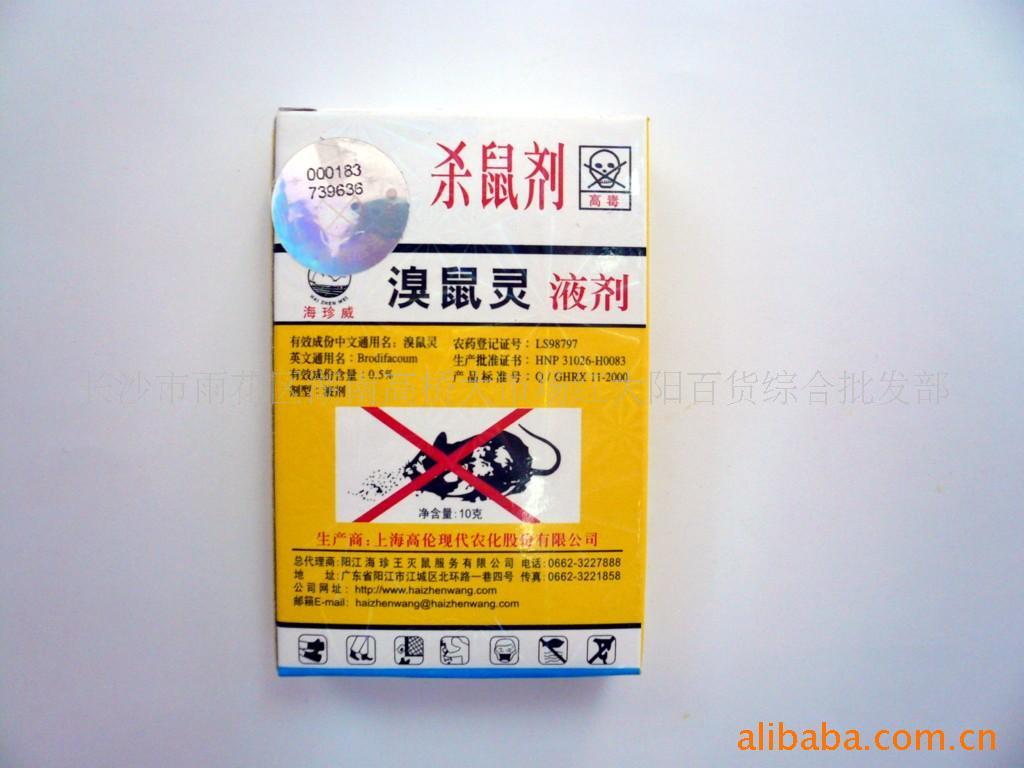 000183
739636
杀鼠剂
高毒
HAI ZHEN WEI
海珍威
溴鼠灵 液剂
有效成份中文通用名：溴鼠灵 农药登记证号：LS98797
英文通用名：Brodifacoum 生产批准证书：HNP 31026-H0083
有效成份含量：0.5% 产品标准号：Q/GHRX 11-2000
剂型：液剂
长沙市雨花区
太阳百货综合批发部
净含量:10克
生产商：上海高伦现代农化股份有限公司
总代理商:阳江海珍王灭鼠服务有限公司 电话:0662-3227888
地 址:广东省阳江市江城区北环路一巷四号 传真:0662-3221858
公司网址：http://www.haizhenwang.com
邮箱E-mail：haizhenwang@haizhenwang.com
alibaba.com.cn